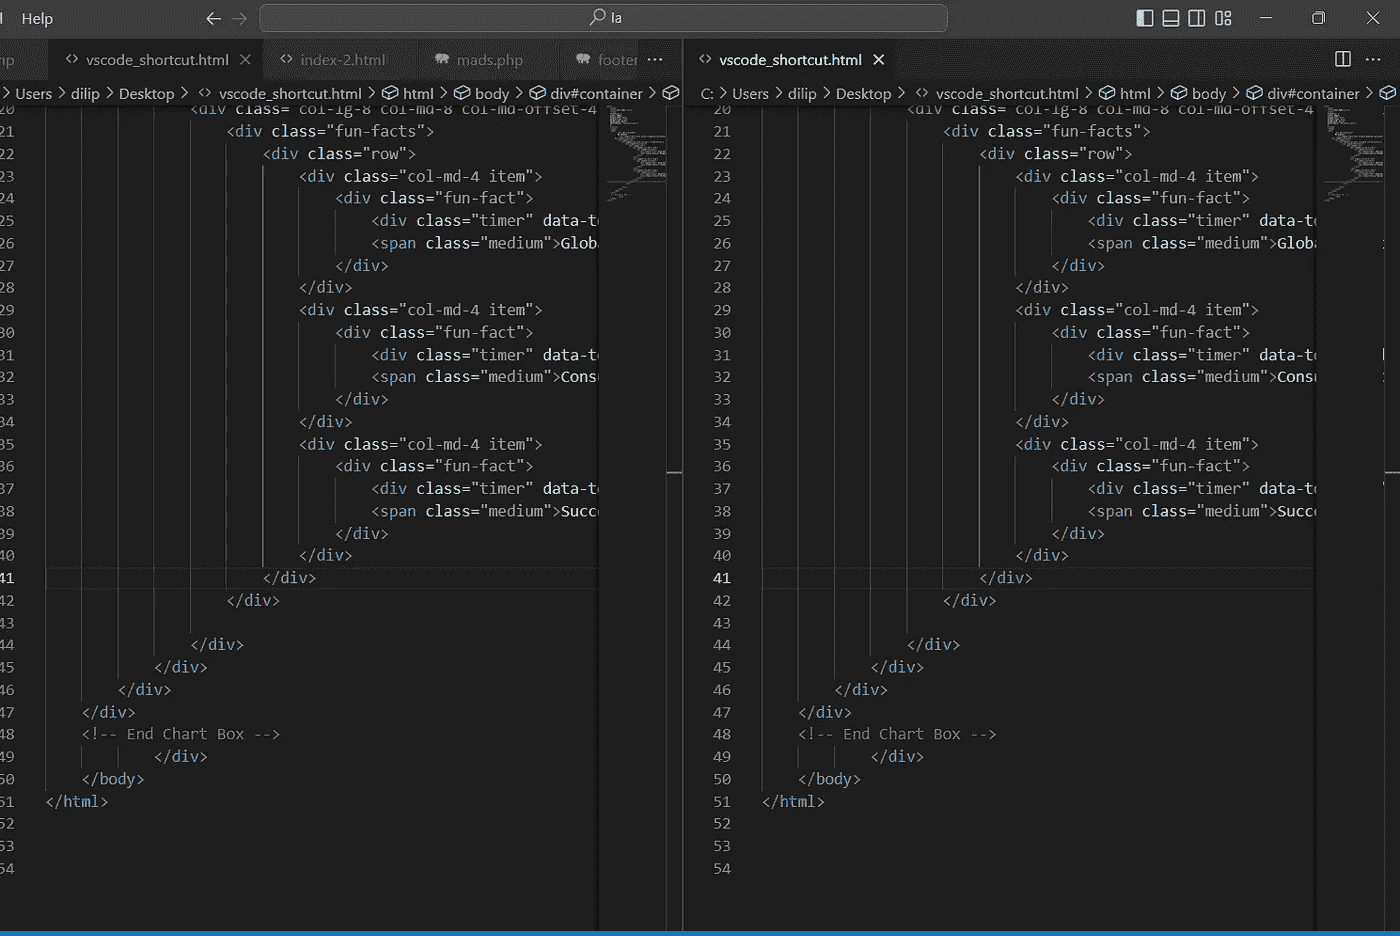 Help
la
vscode_shortcut.html
index-2.html
mads.php
footer
Users > dilip > Desktop > vscode_shortcut.html > html > body > div#container >
<div class= col-lg-8 col-md-8 col-md-offset-4
21 <div class="fun-facts">
22 <div class="row">
23 <div class="col-md-4 item">
24 <div class="fun-fact">
25 <div class="timer" data-t
26 <span class="medium">Glob
27 </div>
28 </div>
29 <div class="col-md-4 item">
30 <div class="fun-fact">
31 <div class="timer" data-t
32 <span class="medium">Cons
33 </div>
34 </div>
35 <div class="col-md-4 item">
36 <div class="fun-fact">
37 <div class="timer" data-t
38 <span class="medium">Succ
39 </div>
40 </div>
41 </div>
42 </div>
43
44 </div>
45 </div>
46 </div>
47 </div>
48 <!-- End Chart Box -->
49 </div>
50 </body>
51 </html>
52
53
54
vscode_shortcut.html
C: > Users > dilip > Desktop > vscode_shortcut.html > html > body > div#container >
20 <div class= col-lg-8 col-md-8 col-md-offset-4
21 <div class="fun-facts">
22 <div class="row">
23 <div class="col-md-4 item">
24 <div class="fun-fact">
25 <div class="timer" data-t
26 <span class="medium">Glob
27 </div>
28 </div>
29 <div class="col-md-4 item">
30 <div class="fun-fact">
31 <div class="timer" data-t
32 <span class="medium">Cons
33 </div>
34 </div>
35 <div class="col-md-4 item">
36 <div class="fun-fact">
37 <div class="timer" data-t
38 <span class="medium">Succ
39 </div>
40 </div>
41 </div>
42 </div>
43
44 </div>
45 </div>
46 </div>
47 </div>
48 <!-- End Chart Box -->
49 </div>
50 </body>
51 </html>
52
53
54